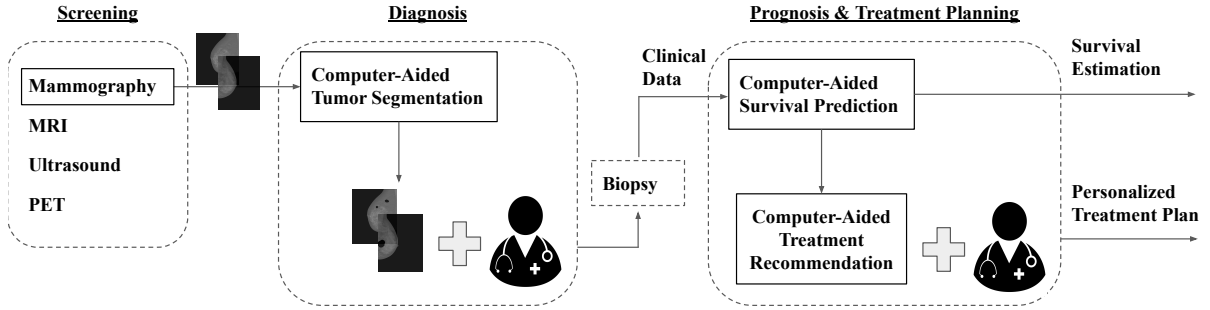 Screening
Mammography
MRI
Ultrasound
PET
Diagnosis
Computer-Aided
Tumor Segmentation
Biopsy
Clinical
Data
Prognosis & Treatment Planning
Computer-Aided
Survival Prediction
Computer-Aided
Treatment
Recommendation
Survival
Estimation
Personalized
Treatment Plan